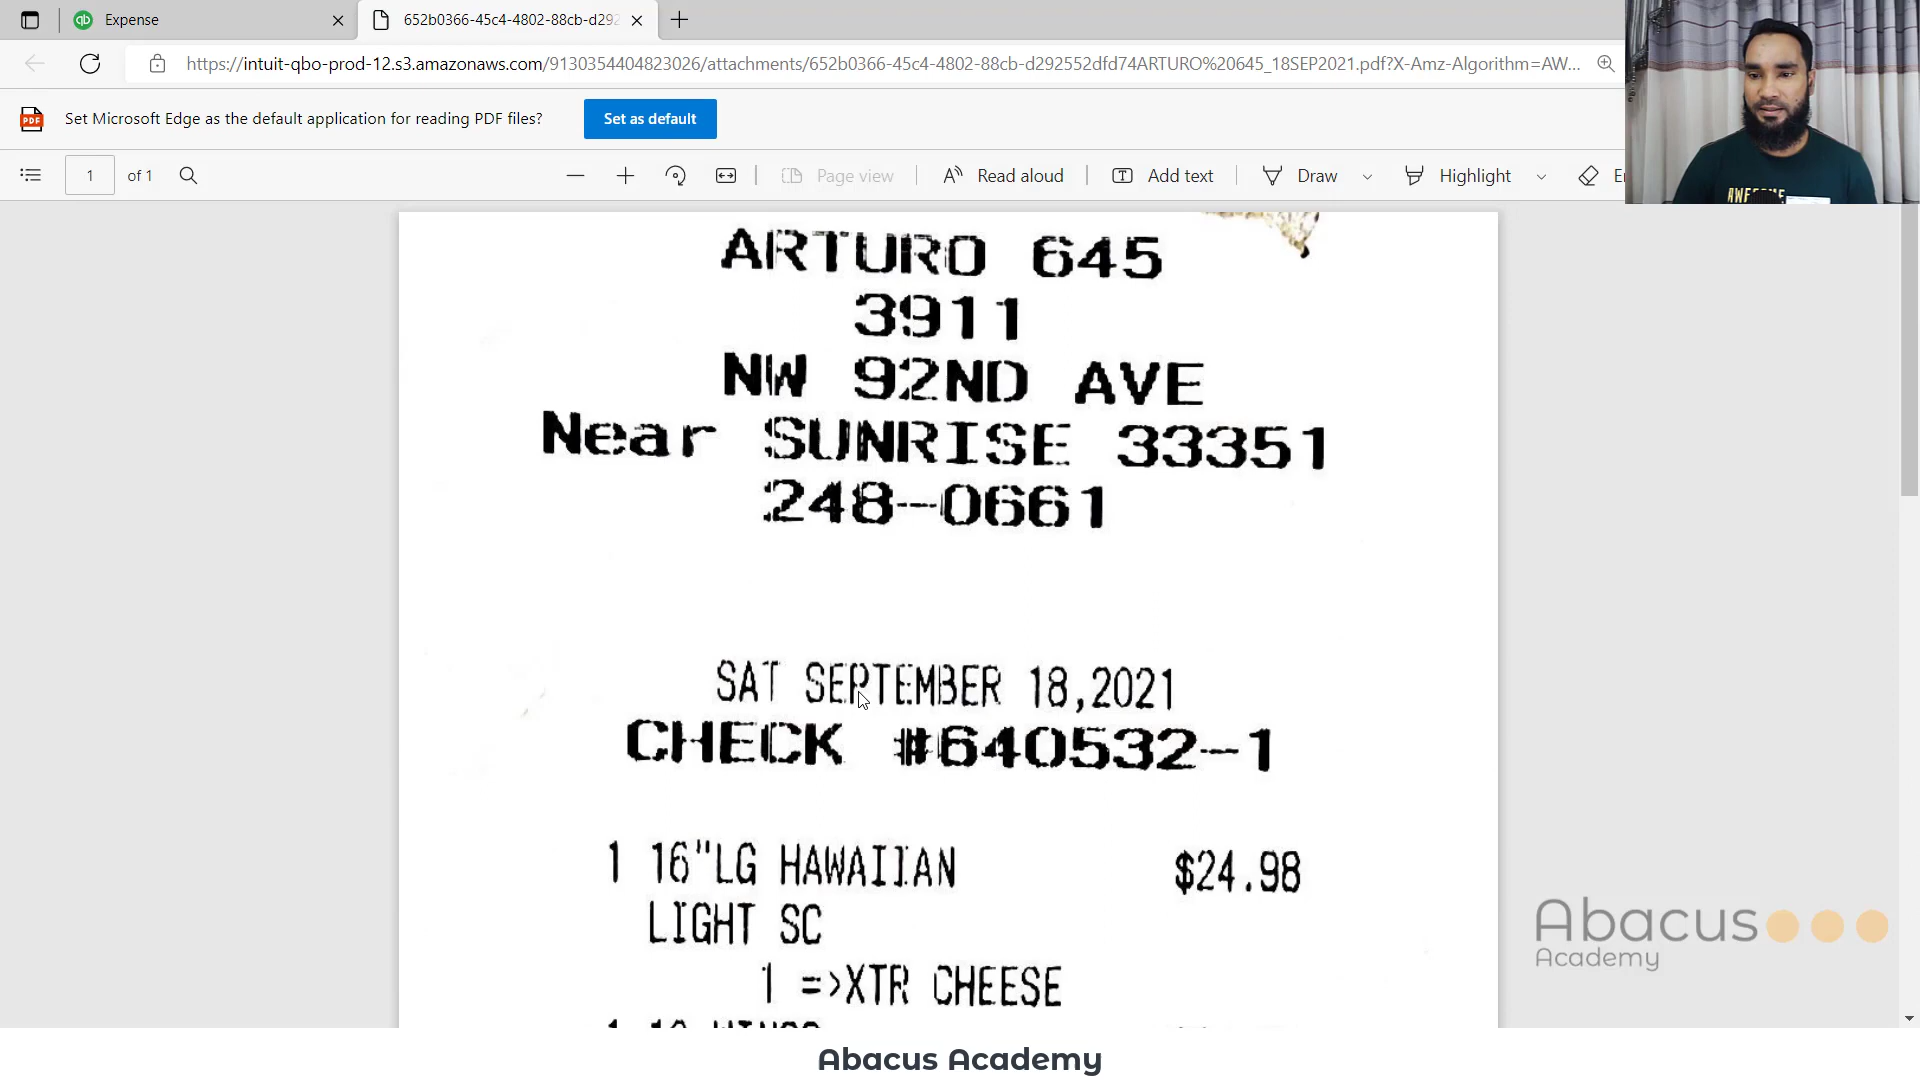 Expense
652b0366-45c4-4802-88cb-d292
https://intuit-qbo-prod-12.s3.amazonaws.com/9130354404823026/attachments/652b0366-45c4-4802-88cb-d292552dfd74ARTURO%20645_18SEP2021.pdf?X-Amz-Algorithm=AW...
PDF
Set Microsoft Edge as the default application for reading PDF files?
Set as default
1 of 1
Page view
Read aloud
Add text
Draw
Highlight
AWESOME
ARTURO 645
3911
NW 92ND AVE
Near SUNRISE 33351
248-0661
SAT SEPTEMBER 18,2021
CHECK #640532-1
1 16"LG HAWAIIAN $24.98
LIGHT SC
1 =>XTR CHEESE
Abacus
Academy
Abacus Academy